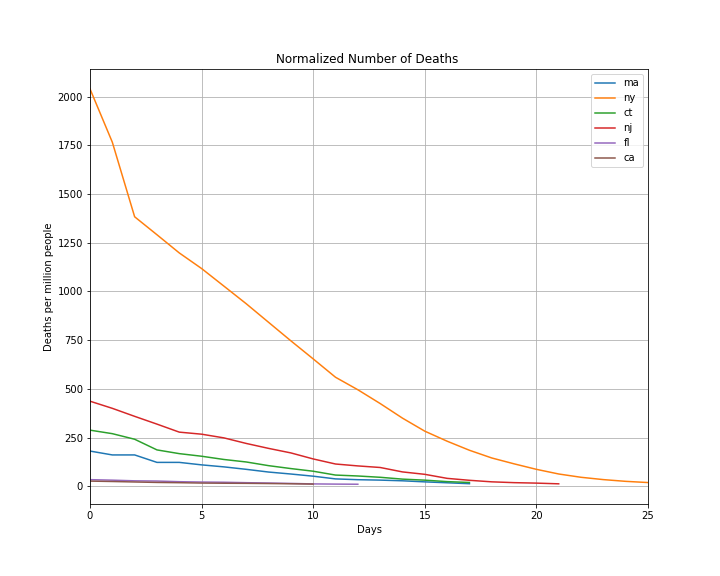 Normalized Number of Deaths
ma
ny
ct
nj
fl
ca
Deaths per million people
2000
1750
1500
1250
1000
750
500
250
0
0 5 10 15 20 25
Days